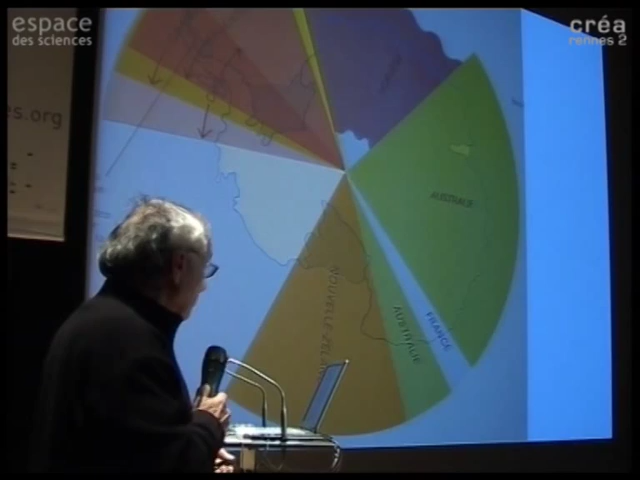 espace
des sciences
créa
rennes 2
es.org
AUSTRALIE
NOUVELLE ZELANDE
AUSTRALIE
FRANCE